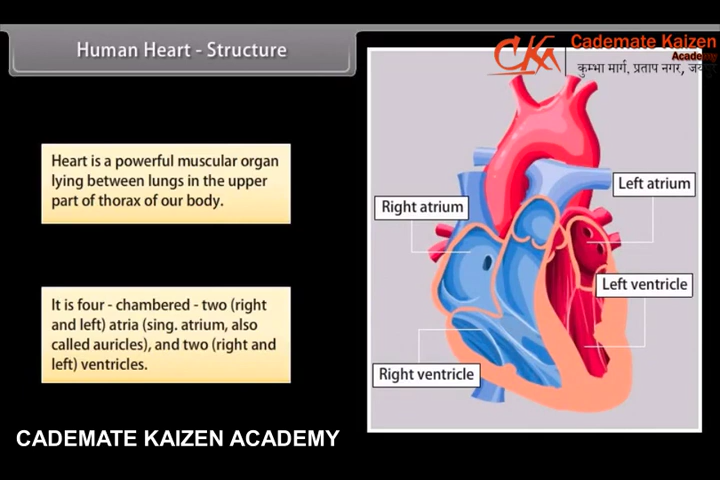 Human Heart - Structure
Cademate Kaizen
Academy
कुम्भा मार्ग, प्रताप नगर,
Heart is a powerful muscular organ
lying between lungs in the upper
part of thorax of our body.
It is four - chambered - two (right
and left) atria (sing. atrium, also
called auricles), and two (right and
left) ventricles.
Left atrium
Right atrium
Left ventricle
Right ventricle
CADEMATE KAIZEN ACADEMY